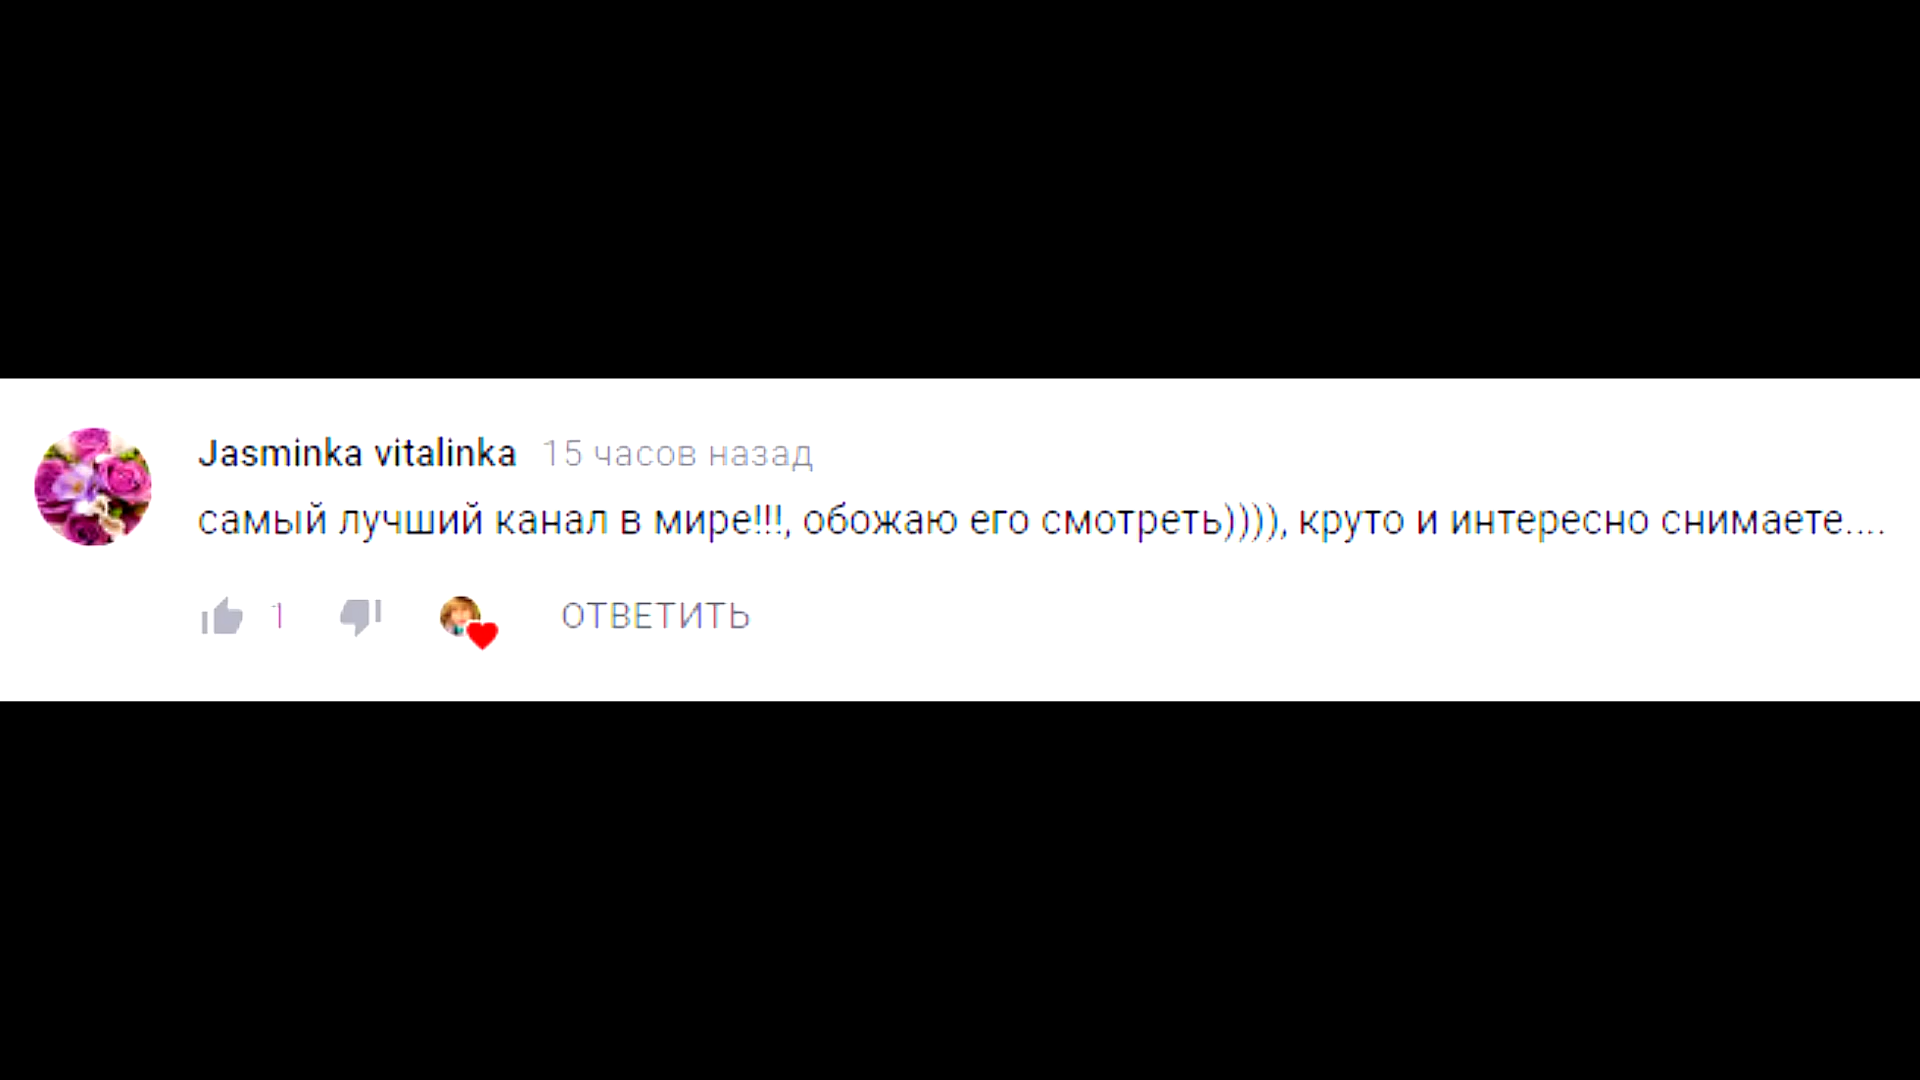 Jasminka vitalinka 15 часов назад
самый лучший канал в мире!!!, обожаю его смотреть)))), круто и интересно снимаете....
1 ОТВЕТИТЬ